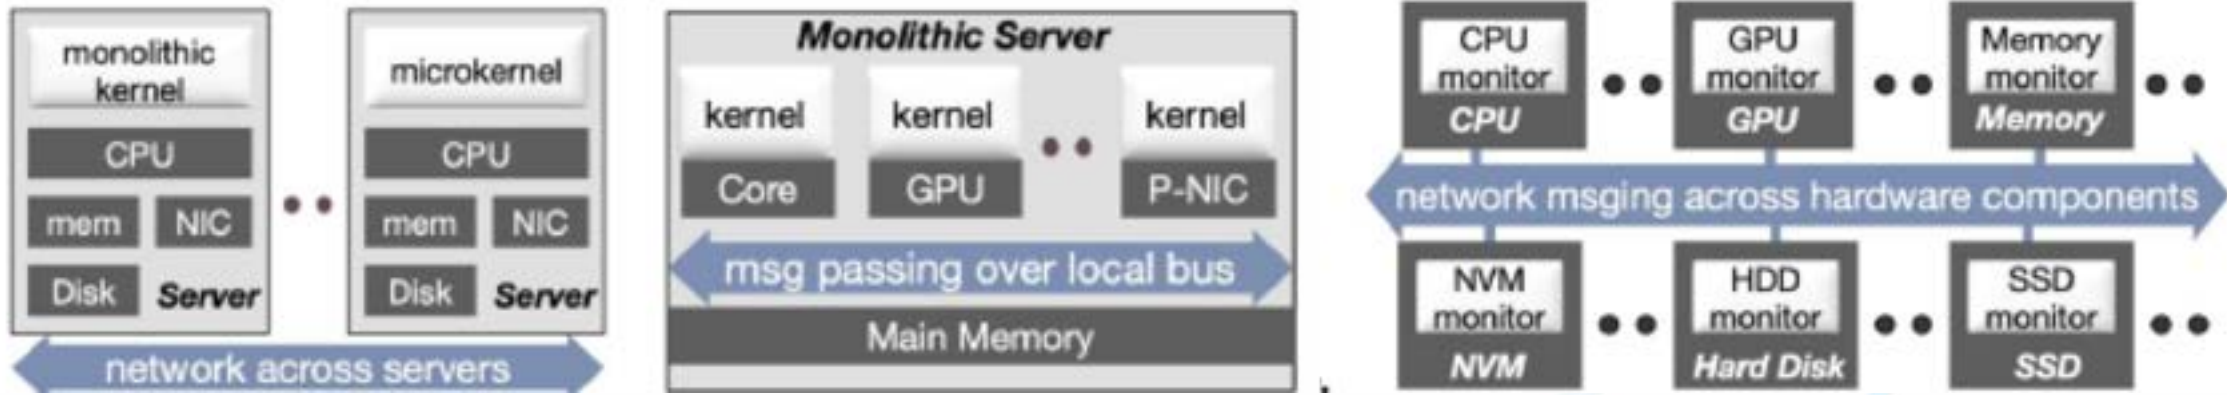 monolithic
kernel
CPU
mem NIC
Disk Server
microkernel
CPU
mem NIC
Disk Server
network across servers
Monolithic Server
kernel kernel kernel
Core GPU P-NIC
msg passing over local bus
Main Memory
CPU
monitor
CPU
GPU
monitor
GPU
Memory
monitor
Memory
network msging across hardware components
NVM
monitor
NVM
HDD
monitor
Hard Disk
SSD
monitor
SSD